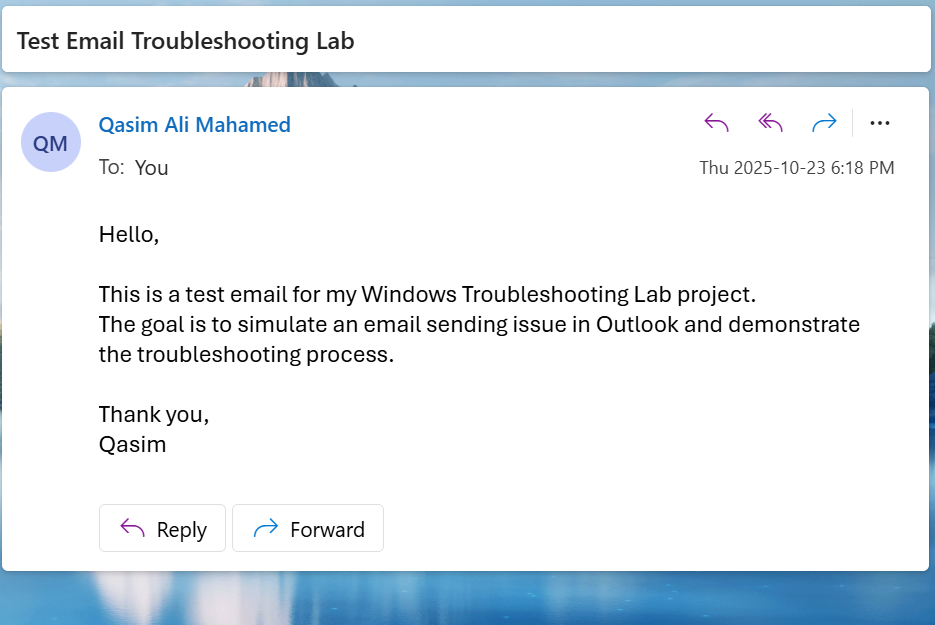 Test Email Troubleshooting Lab
QM
Qasim Ali Mahamed
To: You
Thu 2025-10-23 6:18 PM
Hello,
This is a test email for my Windows Troubleshooting Lab project.
The goal is to simulate an email sending issue in Outlook and demonstrate
the troubleshooting process.
Thank you,
Qasim
Reply
Forward